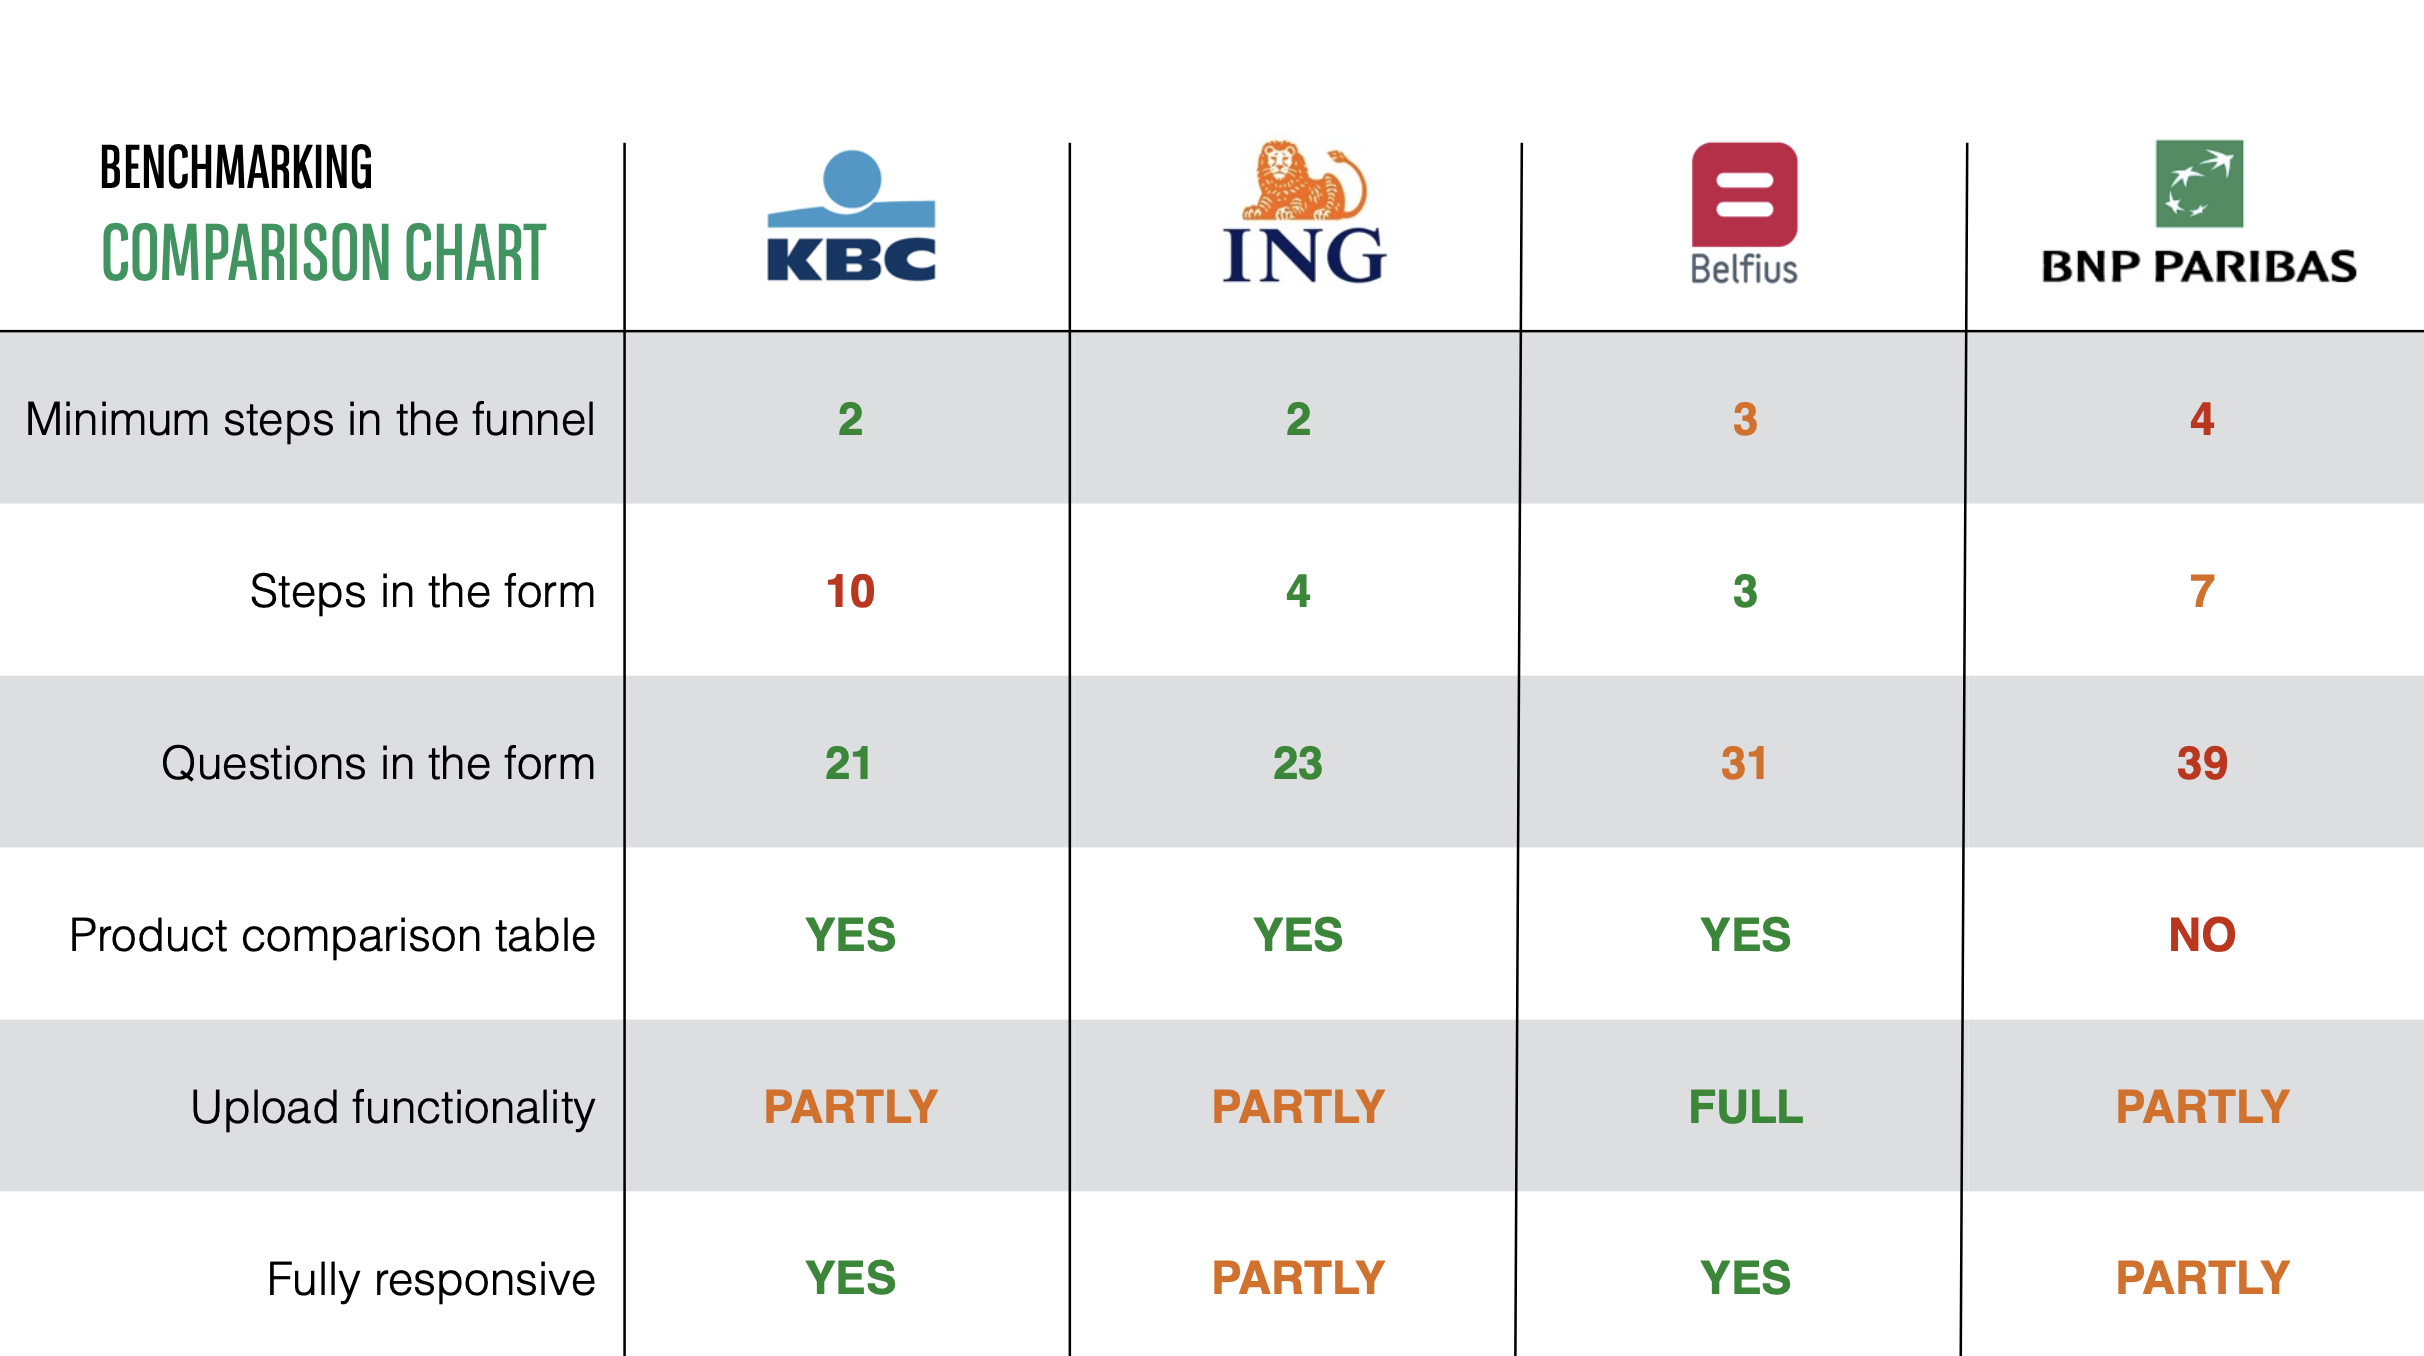 BENCHMARKING
COMPARISON CHART
KBC
ING
Belfius
BNP PARIBAS
Minimum steps in the funnel 2 2 3 4
Steps in the form 10 4 3 7
Questions in the form 21 23 31 39
Product comparison table YES YES YES NO
Upload functionality PARTLY PARTLY FULL PARTLY
Fully responsive YES PARTLY YES PARTLY